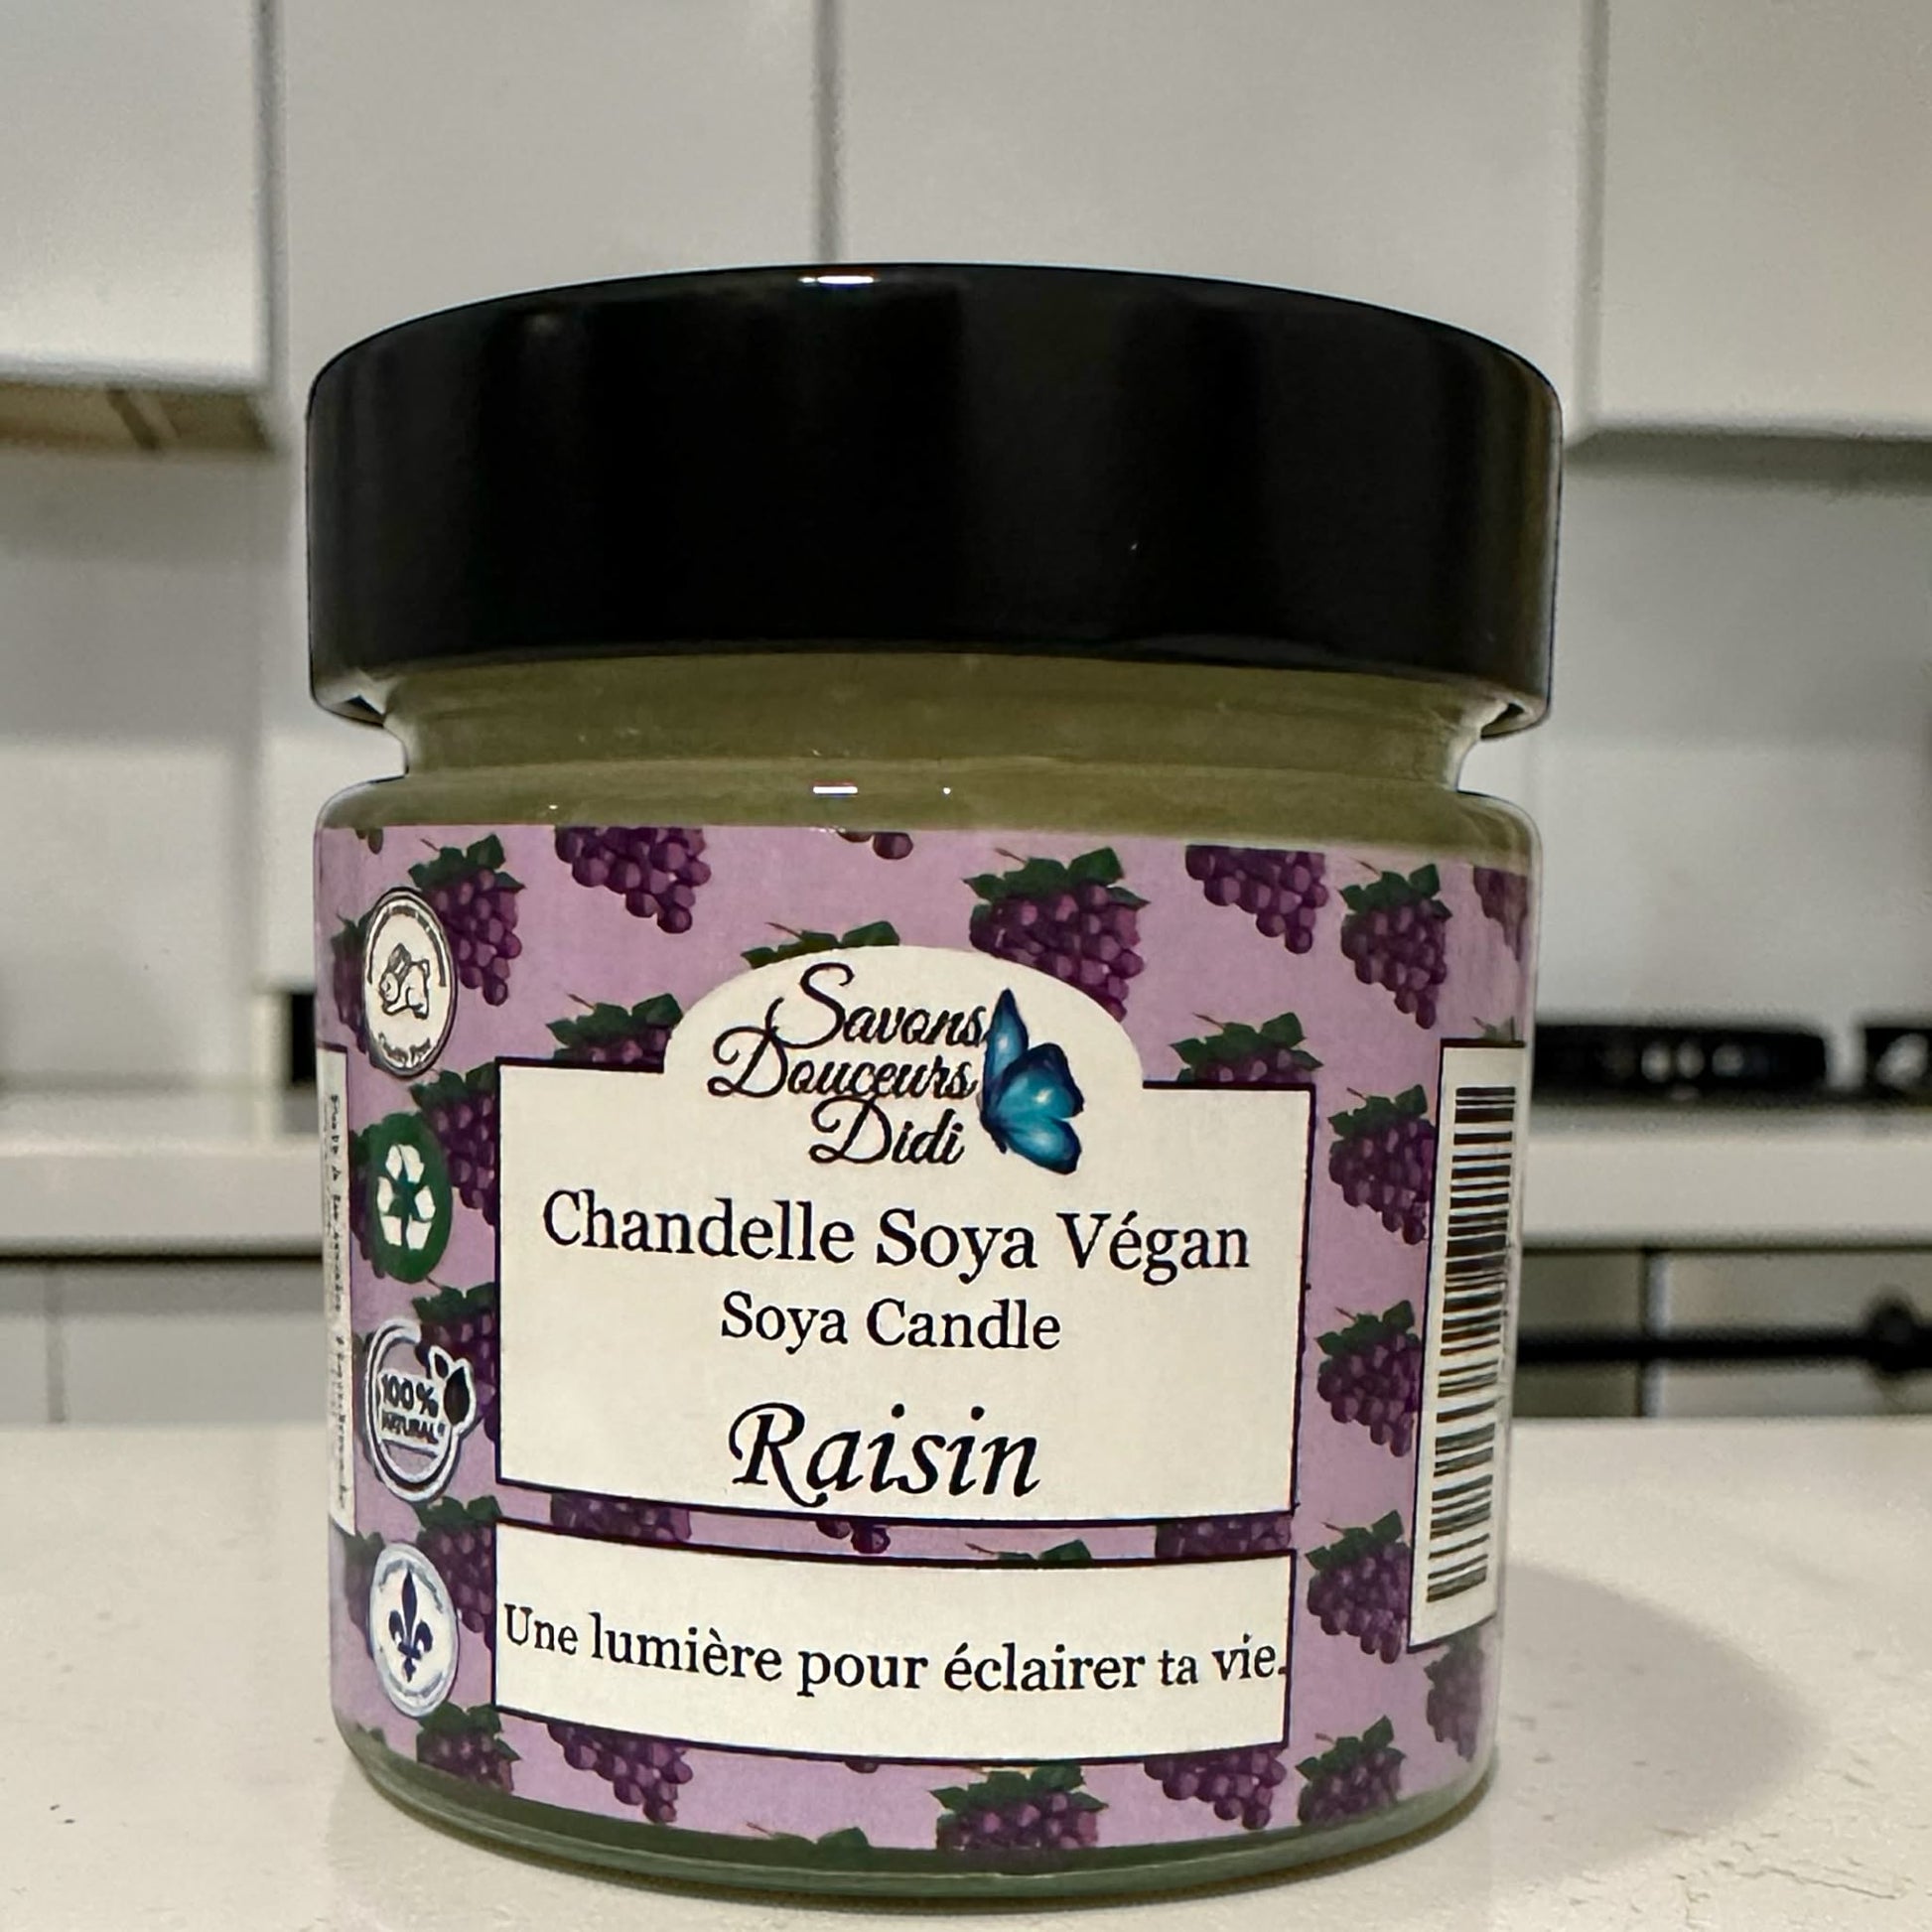 Savons
Douceurs
Didi
Chandelle Soya Végan
Soya Candle
Raisin
Une lumière pour éclairer ta vie.
100%
NATURAL